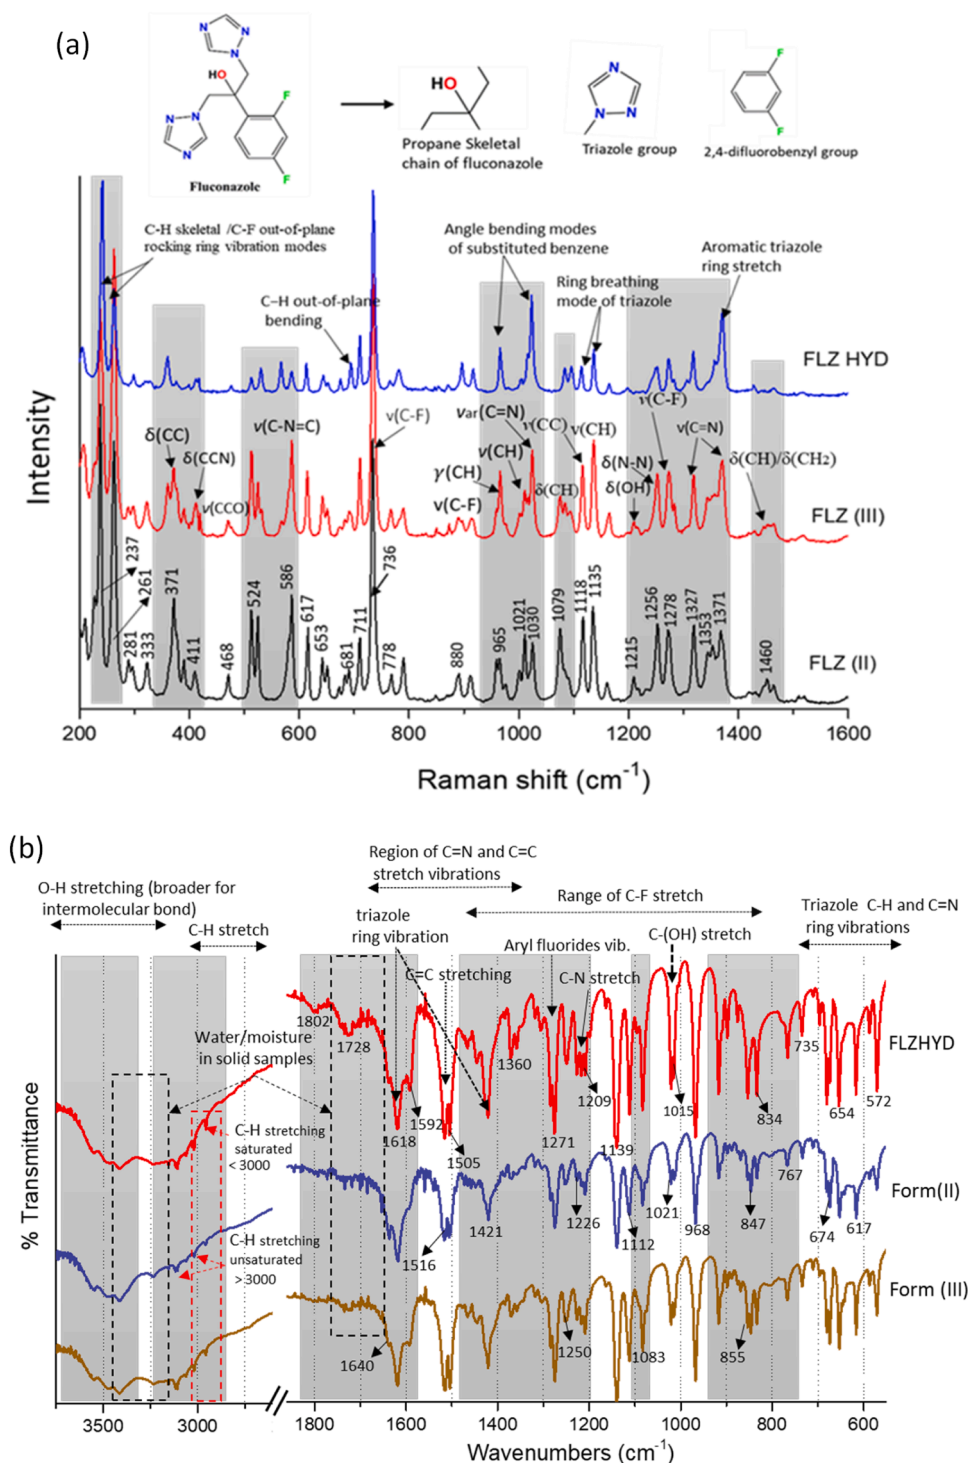 (a)
N
N
N
HO
F
F
N
N
N
Fluconazole
HO
Propane Skeletal
chain of fluconazole
N
N
N
Triazole group
F
F
2,4-difluorobenzyl group
C-H skeletal /C-F out-of-plane
rocking ring vibration modes
C–H out-of-plane
bending
Angle bending modes
of substituted benzene
Ring breathing
mode of triazole
Aromatic triazole
ring stretch
FLZ HYD
δ(CC)
δ(CCN)
ν(CCO)
ν(C-N=C)
ν(C-F)
νar(C=N)
ν(CC)
ν(CH)
ν(CH)
γ(CH)
ν(C-F)
δ(CH)
ν(C-F)
δ(N-N)
δ(OH)
ν(C=N)
δ(CH)/δ(CH2)
FLZ (III)
237
261
281
333
371
411
468
524
586
617
653
681
711
736
778
880
965
1021
1030
1079
1118
1135
1215
1256
1278
1327
1353
1371
1460
FLZ (II)
Intensity
200 400 600 800 1000 1200 1400 1600
Raman shift (cm-1)
(b)
Region of C=N and C=C
stretch vibrations
O-H stretching (broader for
intermolecular bond)
C-H stretch
triazole
ring vibration
C=C stretching
Range of C-F stretch
Aryl fluorides vib.
C-N stretch
C-(OH) stretch
Triazole C-H and C=N
ring vibrations
Water/moisture
in solid samples
C-H stretching
saturated
< 3000
C-H stretching
unsaturated
> 3000
1802
1728
1618
1592
1505
1360
1271
1209
1139
1015
834
735
654
572
FLZHYD
1516
1421
1226
1112
1021
968
847
767
674
617
Form(II)
1640
1250
1083
855
Form (III)
% Transmittance
3500 3000 1800 1600 1400 1200 1000 800 600
Wavenumbers (cm-1)